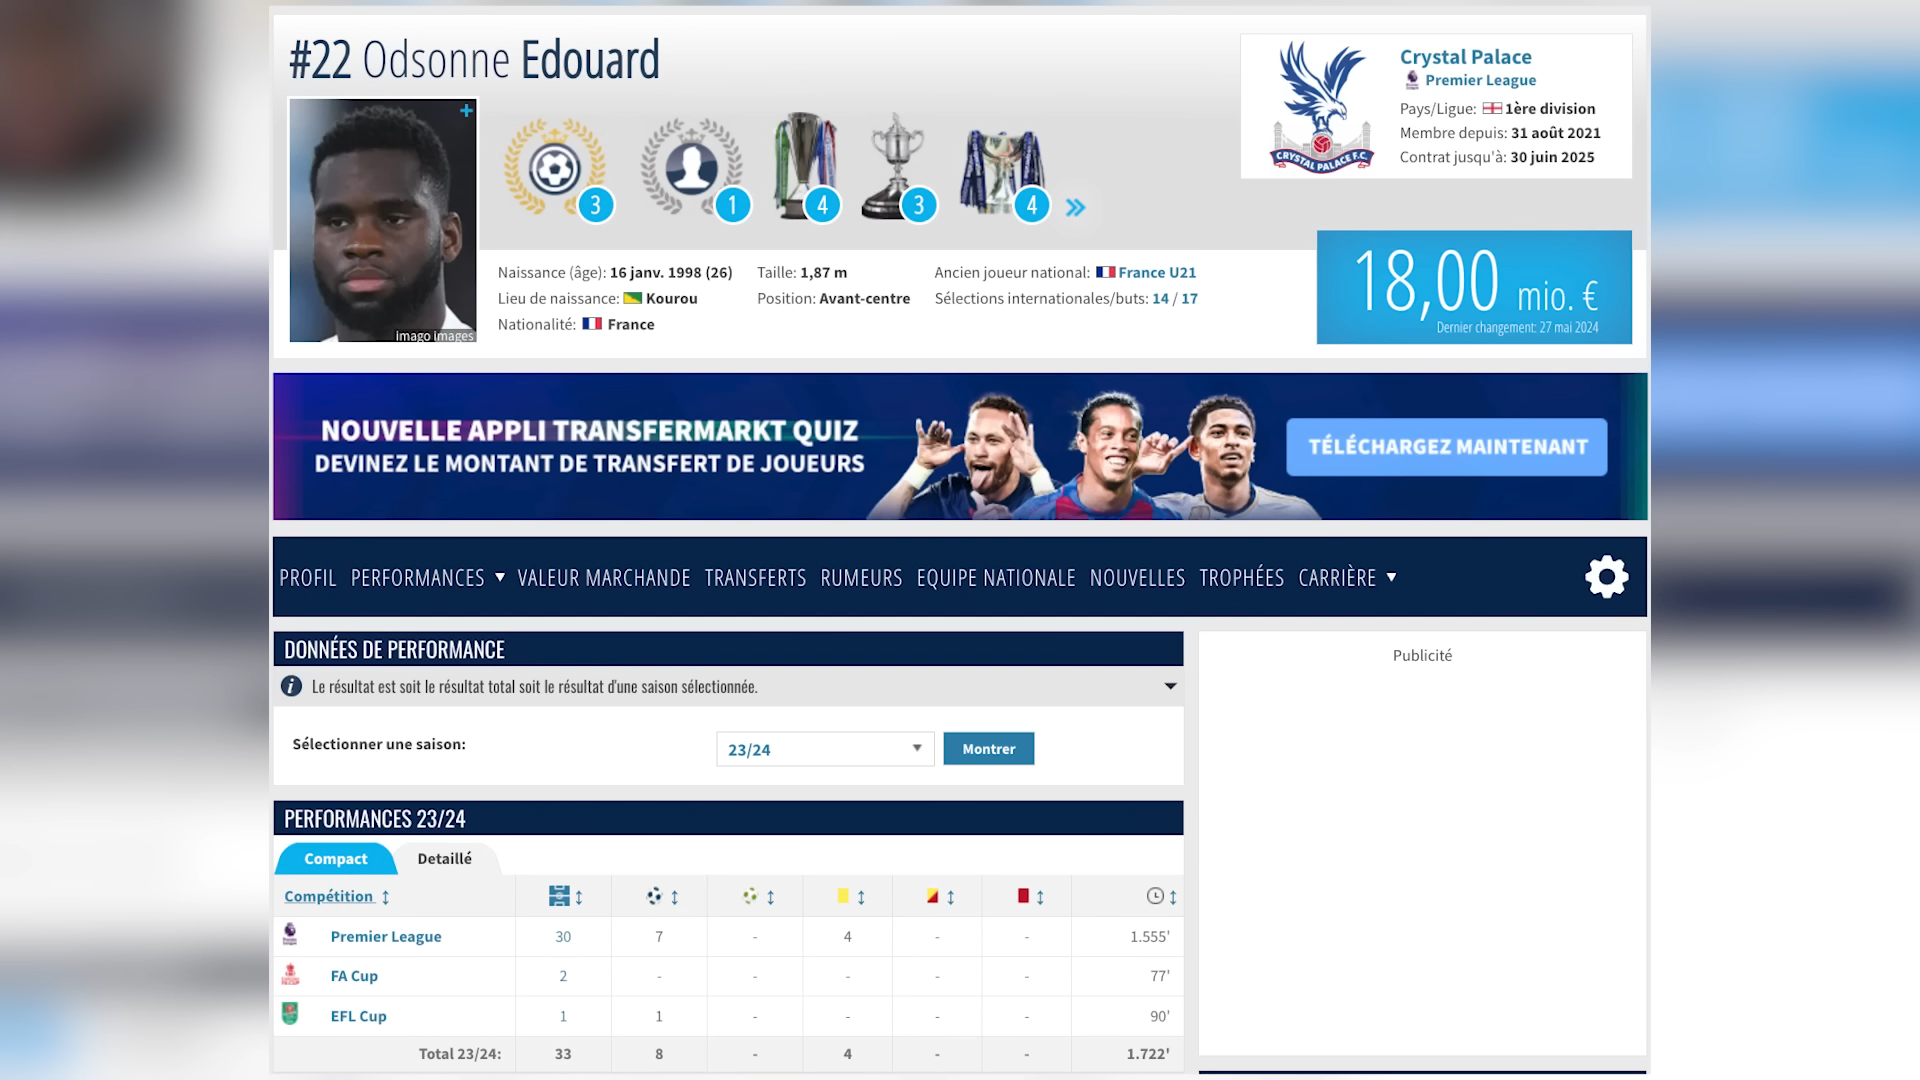 #22 Odsonne Edouard
Crystal Palace
Premier League
Pays/Ligue: 1ère division
Membre depuis: 31 août 2021
Contrat jusqu'à: 30 juin 2025
CRYSTAL PALACE F.C.
3
1
4
3
4
Naissance (âge): 16 janv. 1998 (26)
Lieu de naissance: Kourou
Nationalité: France
Taille: 1,87 m
Position: Avant-centre
Ancien joueur national: France U21
Sélections internationales/buts: 14 / 17
18,00 mio. €
Dernier changement: 27 mai 2024
Imago Images
NOUVELLE APPLI TRANSFERMARKT QUIZ
DEVINEZ LE MONTANT DE TRANSFERT DE JOUEURS
TÉLÉCHARGEZ MAINTENANT
PROFIL PERFORMANCES VALEUR MARCHANDE TRANSFERTS RUMEURS EQUIPE NATIONALE NOUVELLES TROPHÉES CARRIÈRE
DONNÉES DE PERFORMANCE
Le résultat est soit le résultat total soit le résultat d'une saison sélectionnée.
Sélectionner une saison: 23/24 Montrer
Publicité
PERFORMANCES 23/24
Compact Detaillé
Compétition
Premier League 30 7 - 4 - - 1.555'
FA Cup 2 - - - - - 77'
EFL Cup 1 1 - - - - 90'
Total 23/24: 33 8 - 4 - - 1.722'